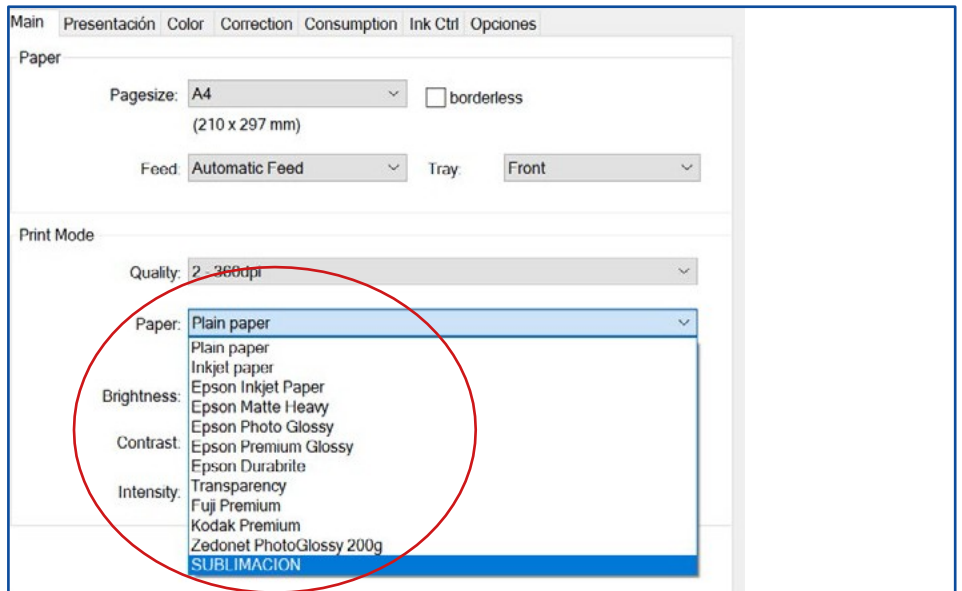 Main Presentación Color Correction Consumption Ink Ctrl Opciones
Paper
Pagesize: A4 borderless
(210 x 297 mm)
Feed: Automatic Feed Tray: Front
Print Mode
Quality: 2 - 360dpi
Paper: Plain paper
Plain paper
Inkjet paper
Brightness: Epson Inkjet Paper
Epson Matte Heavy
Epson Photo Glossy
Contrast: Epson Premium Glossy
Epson Durabrite
Intensity: Transparency
Fuji Premium
Kodak Premium
Zedonet PhotoGlossy 200g
SUBLIMACION